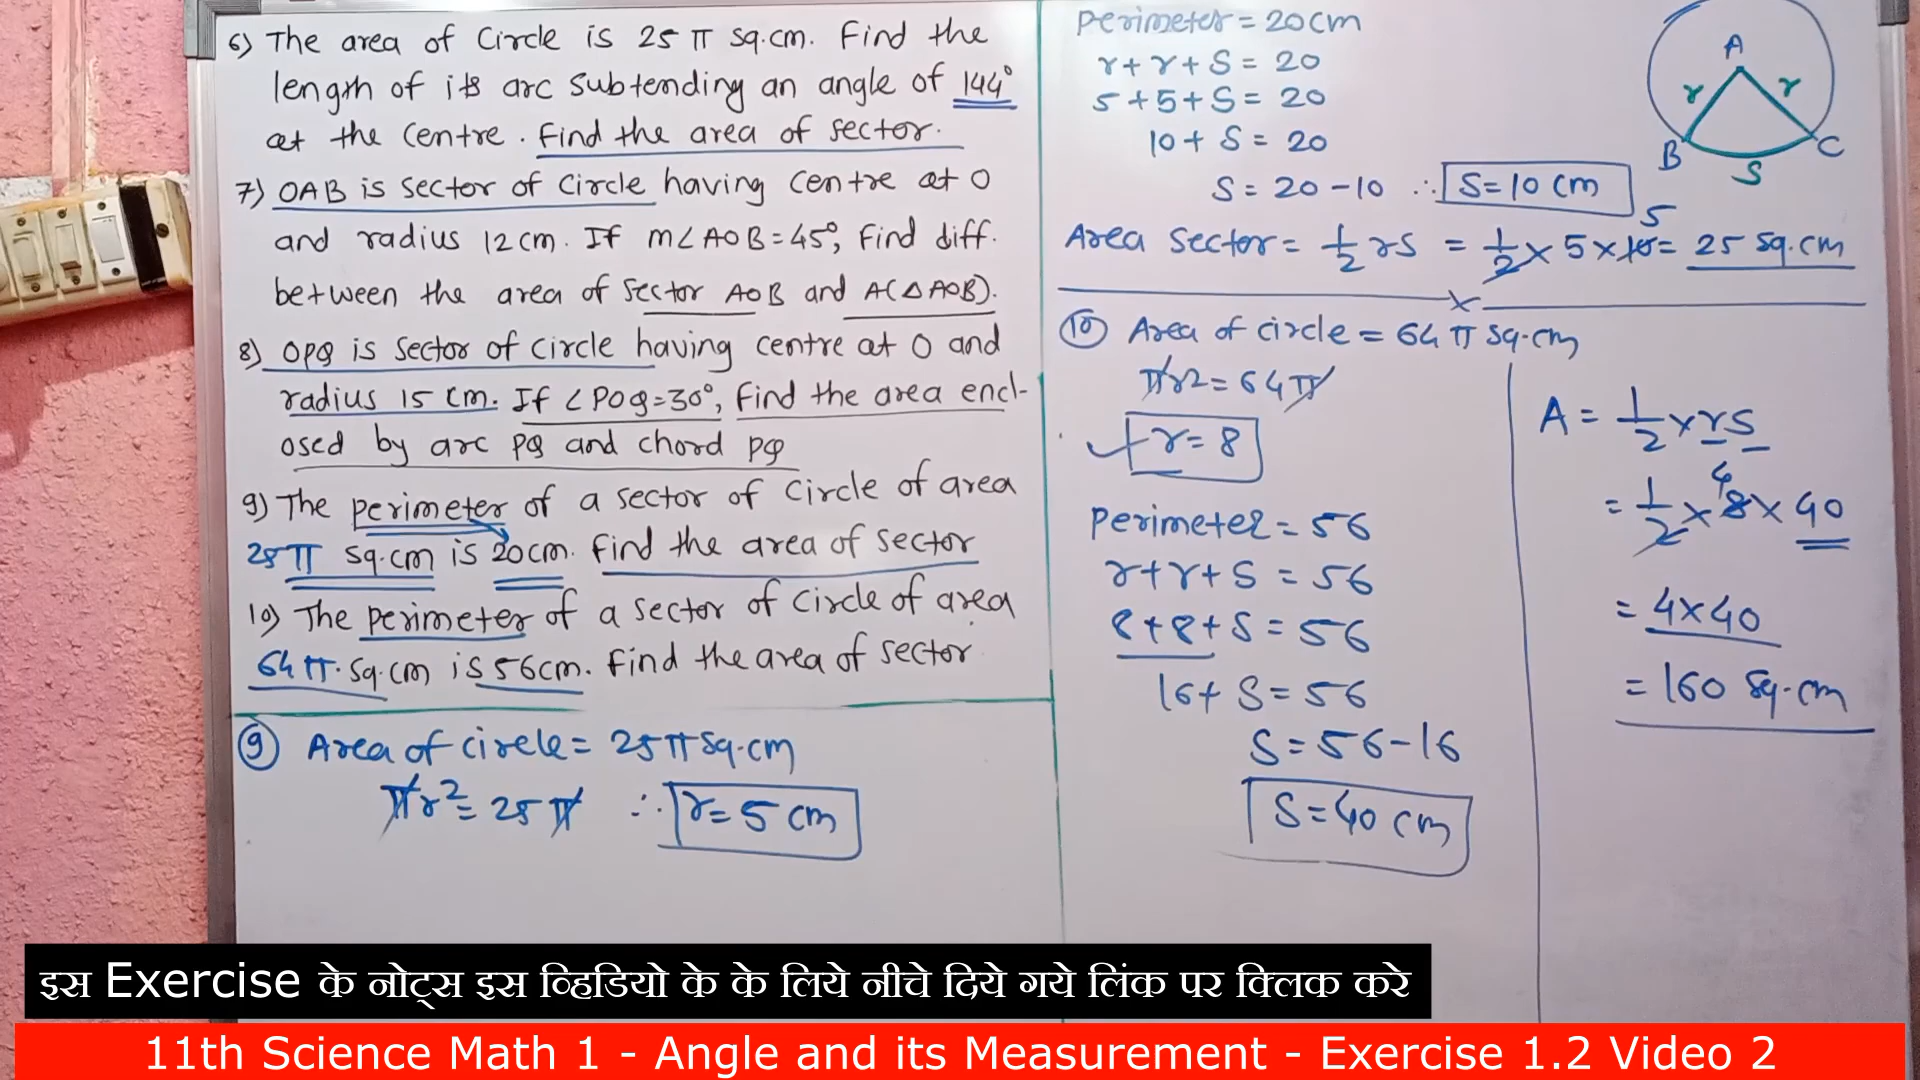 6) The area of Circle is 25 π sq.cm. Find the
length of its arc subtending an angle of 144°
at the centre. Find the area of sector.
7) OAB is sector of circle having centre at O
and radius 12 cm. If m∠AOB=45°, Find diff.
between the area of sector AOB and A(△AOB).
8) OPQ is sector of circle having centre at O and
radius 15 cm. If ∠POQ=30°, Find the area encl-
osed by arc PQ and chord PQ
9) The perimeter of a sector of circle of area
25π sq.cm is 20cm. Find the area of sector
10) The perimeter of a sector of circle of area
64π. sq.cm is 56cm. Find the area of sector
9 Area of circle = 25π sq.cm
πr²= 25π ∴ r= 5 cm
Perimeter = 20cm
r+r+S = 20
5+5+S = 20
10+ S = 20
S = 20 -10 ∴ S=10 cm
A
r r
B C
S
Area Sector = 1/2 rS = 1/2 × 5 × 10 = 25 sq.cm
5
×
10 Area of circle = 64π sq.cm
πr²=64π
r= 8
Perimeter = 56
r+r+S = 56
8+8+S = 56
16+ S = 56
S = 56-16
S=40 cm
A = 1/2 × rS
4
= 1/2 × 8 × 40
= 4×40
= 160 sq.cm
इस Exercise के नोट्स इस व्हिडियो के के लिये नीचे दिये गये लिंक पर क्लिक करे
11th Science Math 1 - Angle and its Measurement - Exercise 1.2 Video 2